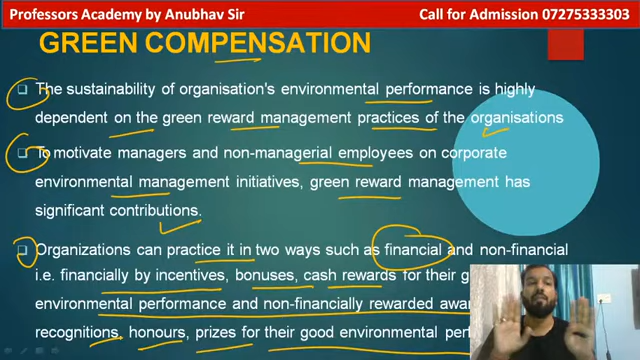 Professors Academy by Anubhav Sir Call for Admission 07275333303
GREEN COMPENSATION
The sustainability of organisation's environmental performance is highly
dependent on the green reward management practices of the organisations
To motivate managers and non-managerial employees on corporate
environmental management initiatives, green reward management has
significant contributions.
Organizations can practice it in two ways such as financial and non-financial
i.e. financially by incentives, bonuses, cash rewards for their
environmental performance and non-financially rewarded
recognitions, honours, prizes for their good environmental